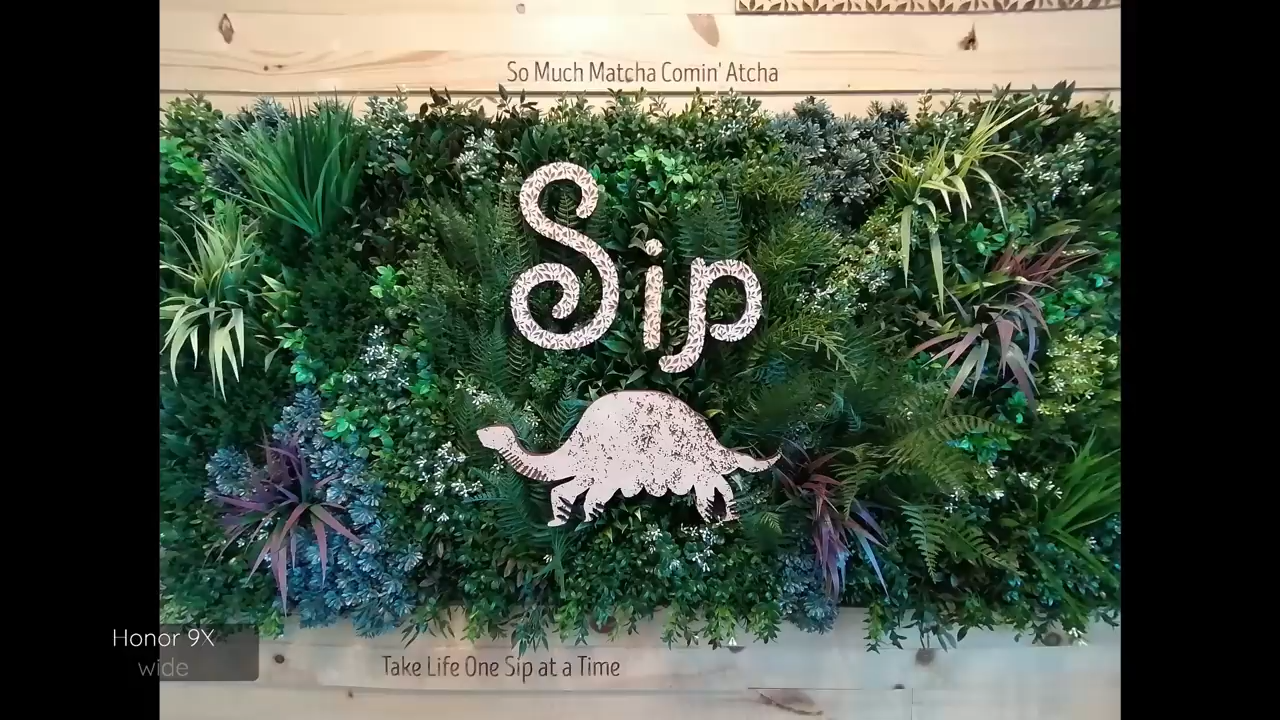 So Much Matcha Comin' Atcha
Sip
Honor 9X
wide
Take Life One Sip at a Time